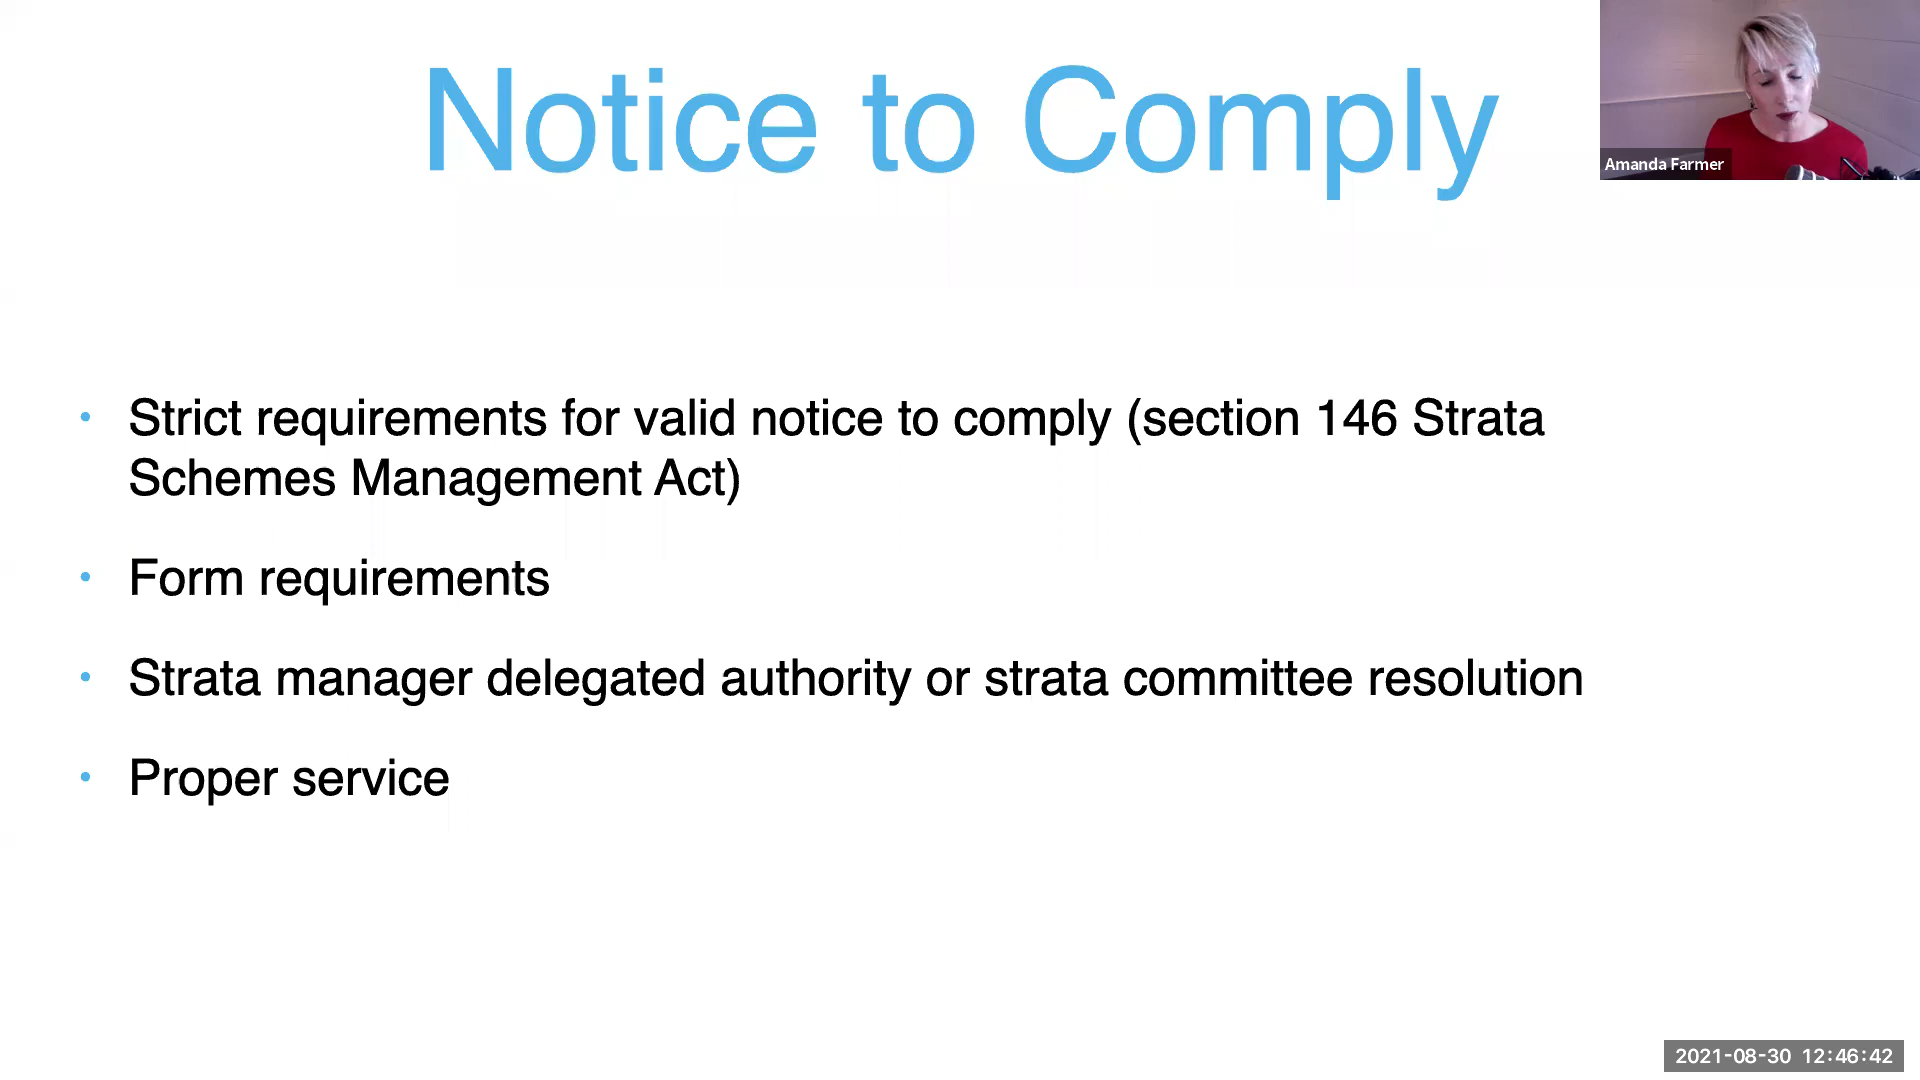 Notice to Comply
Amanda Farmer
• Strict requirements for valid notice to comply (section 146 Strata
Schemes Management Act)
• Form requirements
• Strata manager delegated authority or strata committee resolution
• Proper service
2021-08-30 12:46:42